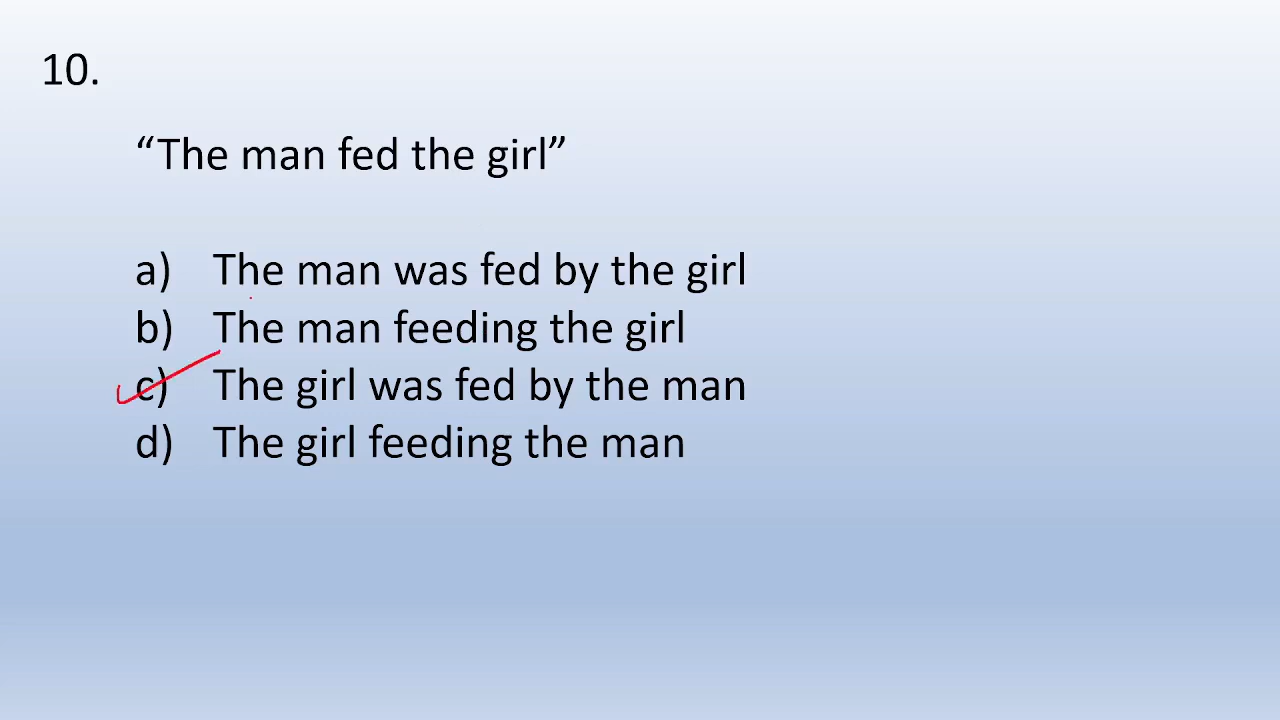 10.
“The man fed the girl”
a) The man was fed by the girl
b) The man feeding the girl
c) The girl was fed by the man
d) The girl feeding the man